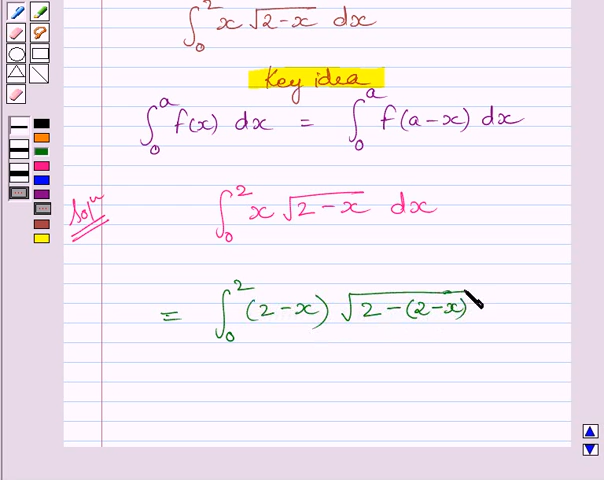 ∫₀² x √(2-x) dx
Key idea
∫₀ᵃ f(x) dx = ∫₀ᵃ f(a-x) dx
Solⁿ ∫₀² x √(2-x) dx
= ∫₀² (2-x) √(2-(2-x))